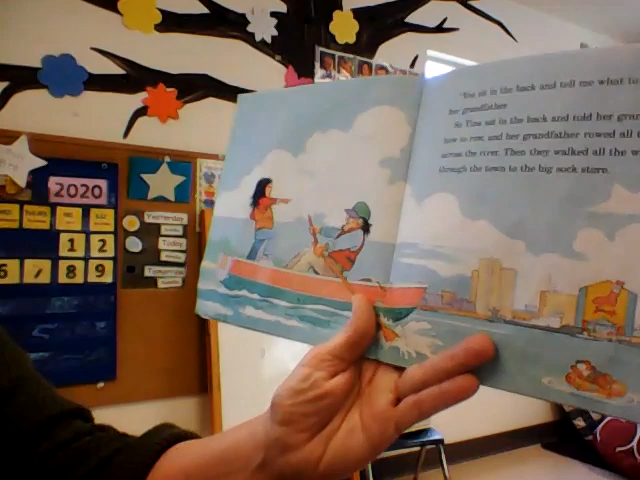 "You sit in the back and tell me what to
her grandfather.
So Tina sat in the back and told her gran
how to row, and her grandfather rowed all t
across the river. Then they walked all the w
through the town to the big sock store.
2020
Yesterday
Today
Tomorrow
1 2
6 7 8 9